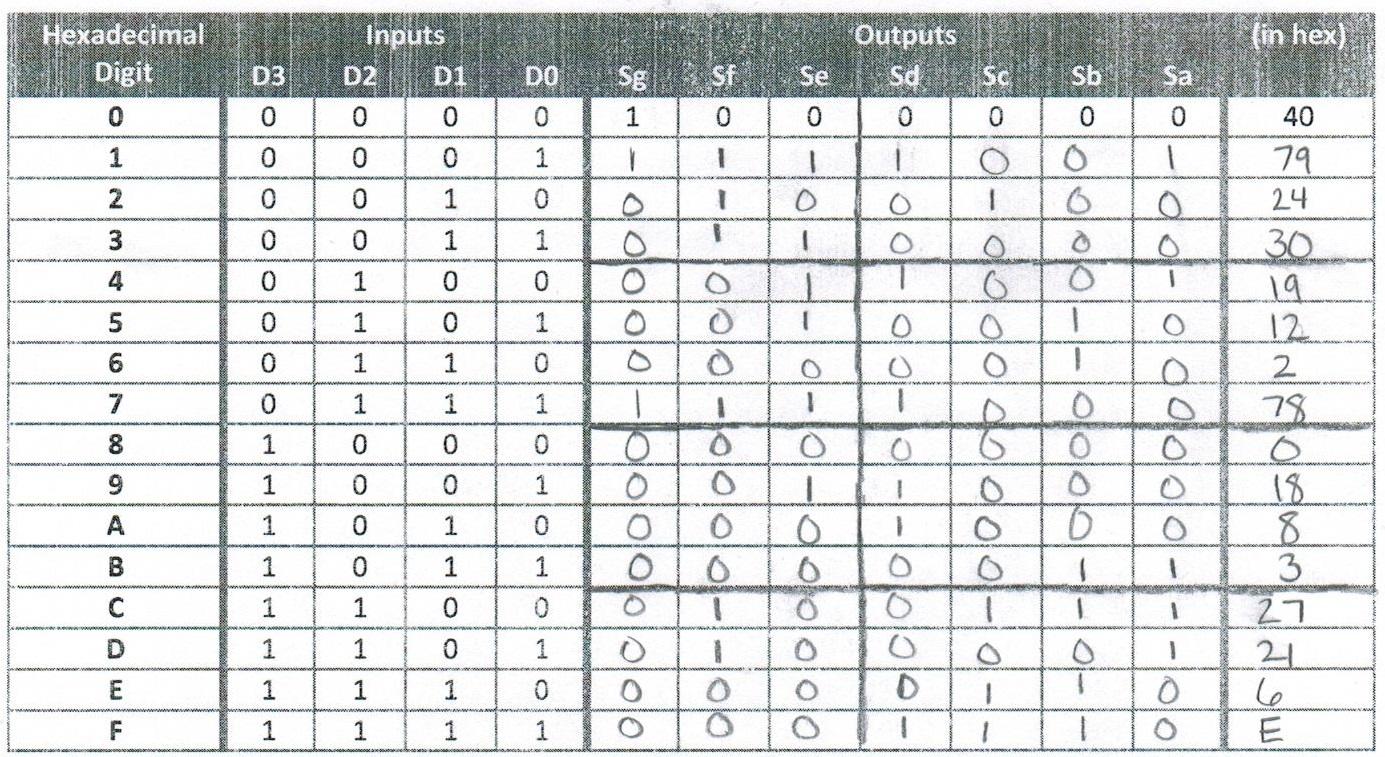 Hexadecimal Inputs Outputs (in hex)
Digit D3 D2 D1 D0 Sg Sf Se Sd Sc Sb Sa
0 0 0 0 0 1 0 0 0 0 0 0 40
1 0 0 0 1 1 1 1 1 0 0 1 79
2 0 0 1 0 0 1 0 0 1 0 0 24
3 0 0 1 1 0 1 1 0 0 0 0 30
4 0 1 0 0 0 0 1 1 0 0 1 19
5 0 1 0 1 0 0 1 0 0 1 0 12
6 0 1 1 0 0 0 0 0 0 1 0 2
7 0 1 1 1 1 1 1 1 0 0 0 78
8 1 0 0 0 0 0 0 0 0 0 0 0
9 1 0 0 1 0 0 1 1 0 0 0 18
A 1 0 1 0 0 0 0 1 0 0 0 8
B 1 0 1 1 0 0 0 0 0 1 1 3
C 1 1 0 0 0 1 0 0 1 1 1 27
D 1 1 0 1 0 1 0 0 0 0 1 21
E 1 1 1 0 0 0 0 0 1 1 0 6
F 1 1 1 1 0 0 0 1 1 1 0 E